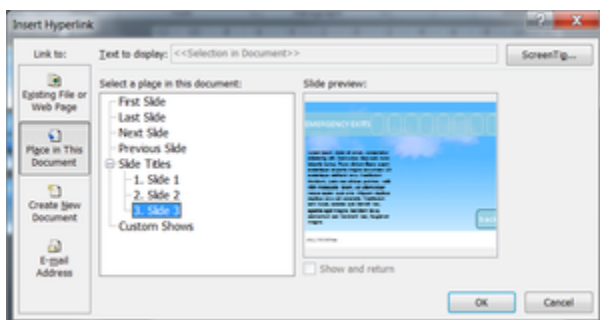 Insert Hyperlink
Link to:
Text to display: <<Selection in Document>>
ScreenTip...
Select a place in this document:
Slide preview:
Existing File or
Web Page
Place in This
Document
Create New
Document
E-mail
Address
First Slide
Last Slide
Next Slide
Previous Slide
Slide Titles
1. Slide 1
2. Slide 2
3. Slide 3
Custom Shows
EMERGENCY EXITS
Show and return
OK
Cancel